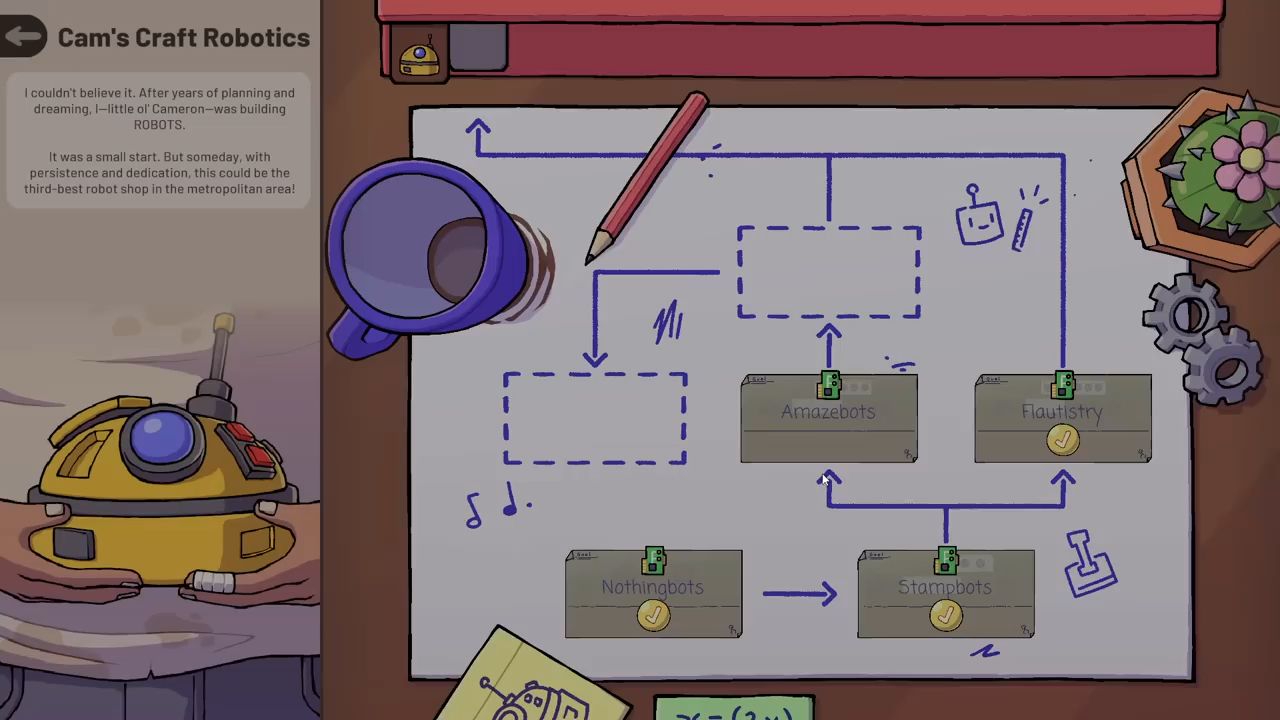 Cam's Craft Robotics
I couldn't believe it. After years of planning and
dreaming, I—little ol' Cameron—was building
ROBOTS.
It was a small start. But someday, with
persistence and dedication, this could be the
third-best robot shop in the metropolitan area!
Amazebots
Flautistry
Nothingbots
Stampbots